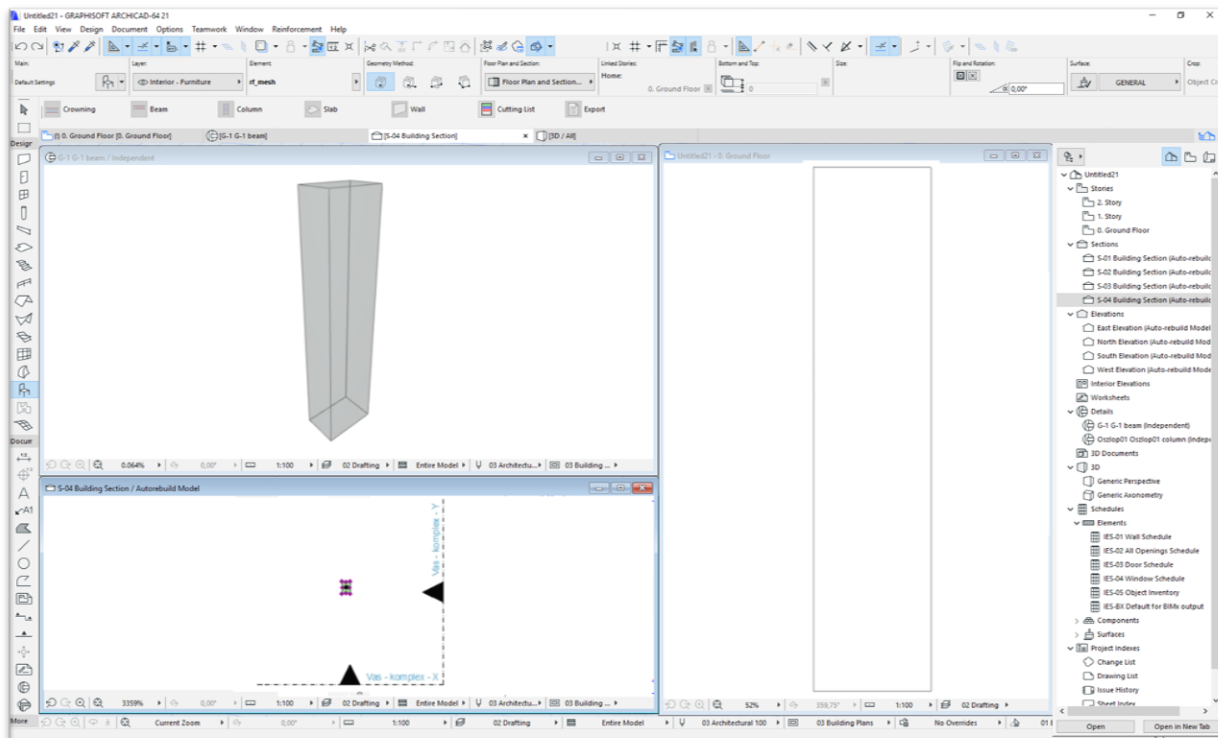 Untitled21 - GRAPHISOFT ARCHICAD-64 21
File Edit View Design Document Options Teamwork Window Reinforcement Help
Main: Layer: Element: Geometry Method: Floor Plan and Section: Linked Stories: Bottom and Top: Size: Flip and Rotation: Surface: Crop:
Default Settings Interior - Furniture rf_mesh Floor Plan and Section... Home: 0. Ground Floor 0 0,00° GENERAL
Crowning Beam Column Slab Wall Cutting List Export
(!) 0. Ground Floor [0. Ground Floor] [G-1 G-1 beam] [S-04 Building Section] [3D / All]
Design
G-1 G-1 beam / Independent
0.064% 0,00° 1:100 02 Drafting Entire Model 03 Architectu... 03 Building ...
S-04 Building Section / Autorebuild Model
Vas - komplex - Y
Vas - komplex - X
3359% 0,00° 1:100 02 Drafting Entire Model 03 Architectu... 03 Building ...
Untitled21 - 0. Ground Floor
52% 359,75° 1:100 02 Drafting
Docum
A1
More
Current Zoom 0,00° 1:100 02 Drafting Entire Model 03 Architectural 100 03 Building Plans No Overrides
Untitled21
Stories
2. Story
1. Story
0. Ground Floor
Sections
S-01 Building Section (Auto-rebuild
S-02 Building Section (Auto-rebuild
S-03 Building Section (Auto-rebuild
S-04 Building Section (Auto-rebuild
Elevations
East Elevation (Auto-rebuild Model
North Elevation (Auto-rebuild Mod
South Elevation (Auto-rebuild Mod
West Elevation (Auto-rebuild Mode
Interior Elevations
Worksheets
Details
G-1 G-1 beam (Independent)
Oszlop01 Oszlop01 column (Indepe
3D Documents
3D
Generic Perspective
Generic Axonometry
Schedules
Elements
IES-01 Wall Schedule
IES-02 All Openings Schedule
IES-03 Door Schedule
IES-04 Window Schedule
IES-05 Object Inventory
IES-BX Default for BIMx output
Components
Surfaces
Project Indexes
Change List
Drawing List
Issue History
Sheet Index
Open Open in New Tab